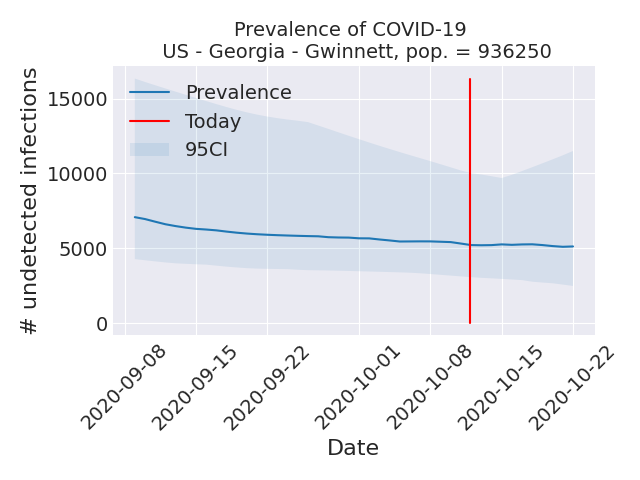 Prevalence of COVID-19
US - Georgia - Gwinnett, pop. = 936250
# undetected infections
15000
10000
5000
0
Prevalence
Today
95CI
2020-09-08
2020-09-15
2020-09-22
2020-10-01
2020-10-08
2020-10-15
2020-10-22
Date